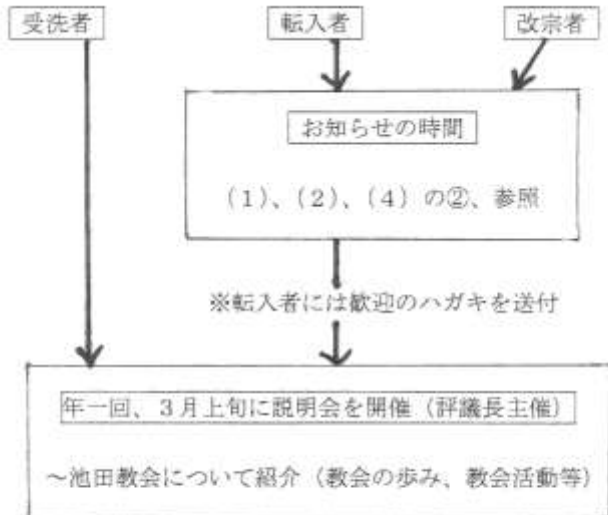 受洗者
転入者
改宗者
お知らせの時間
(1)、(2)、(4)の②、参照
※転入者には歓迎のハガキを送付
年一回、3月上旬に説明会を開催(評議長主催)
～池田教会について紹介(教会の歩み、教会活動等)